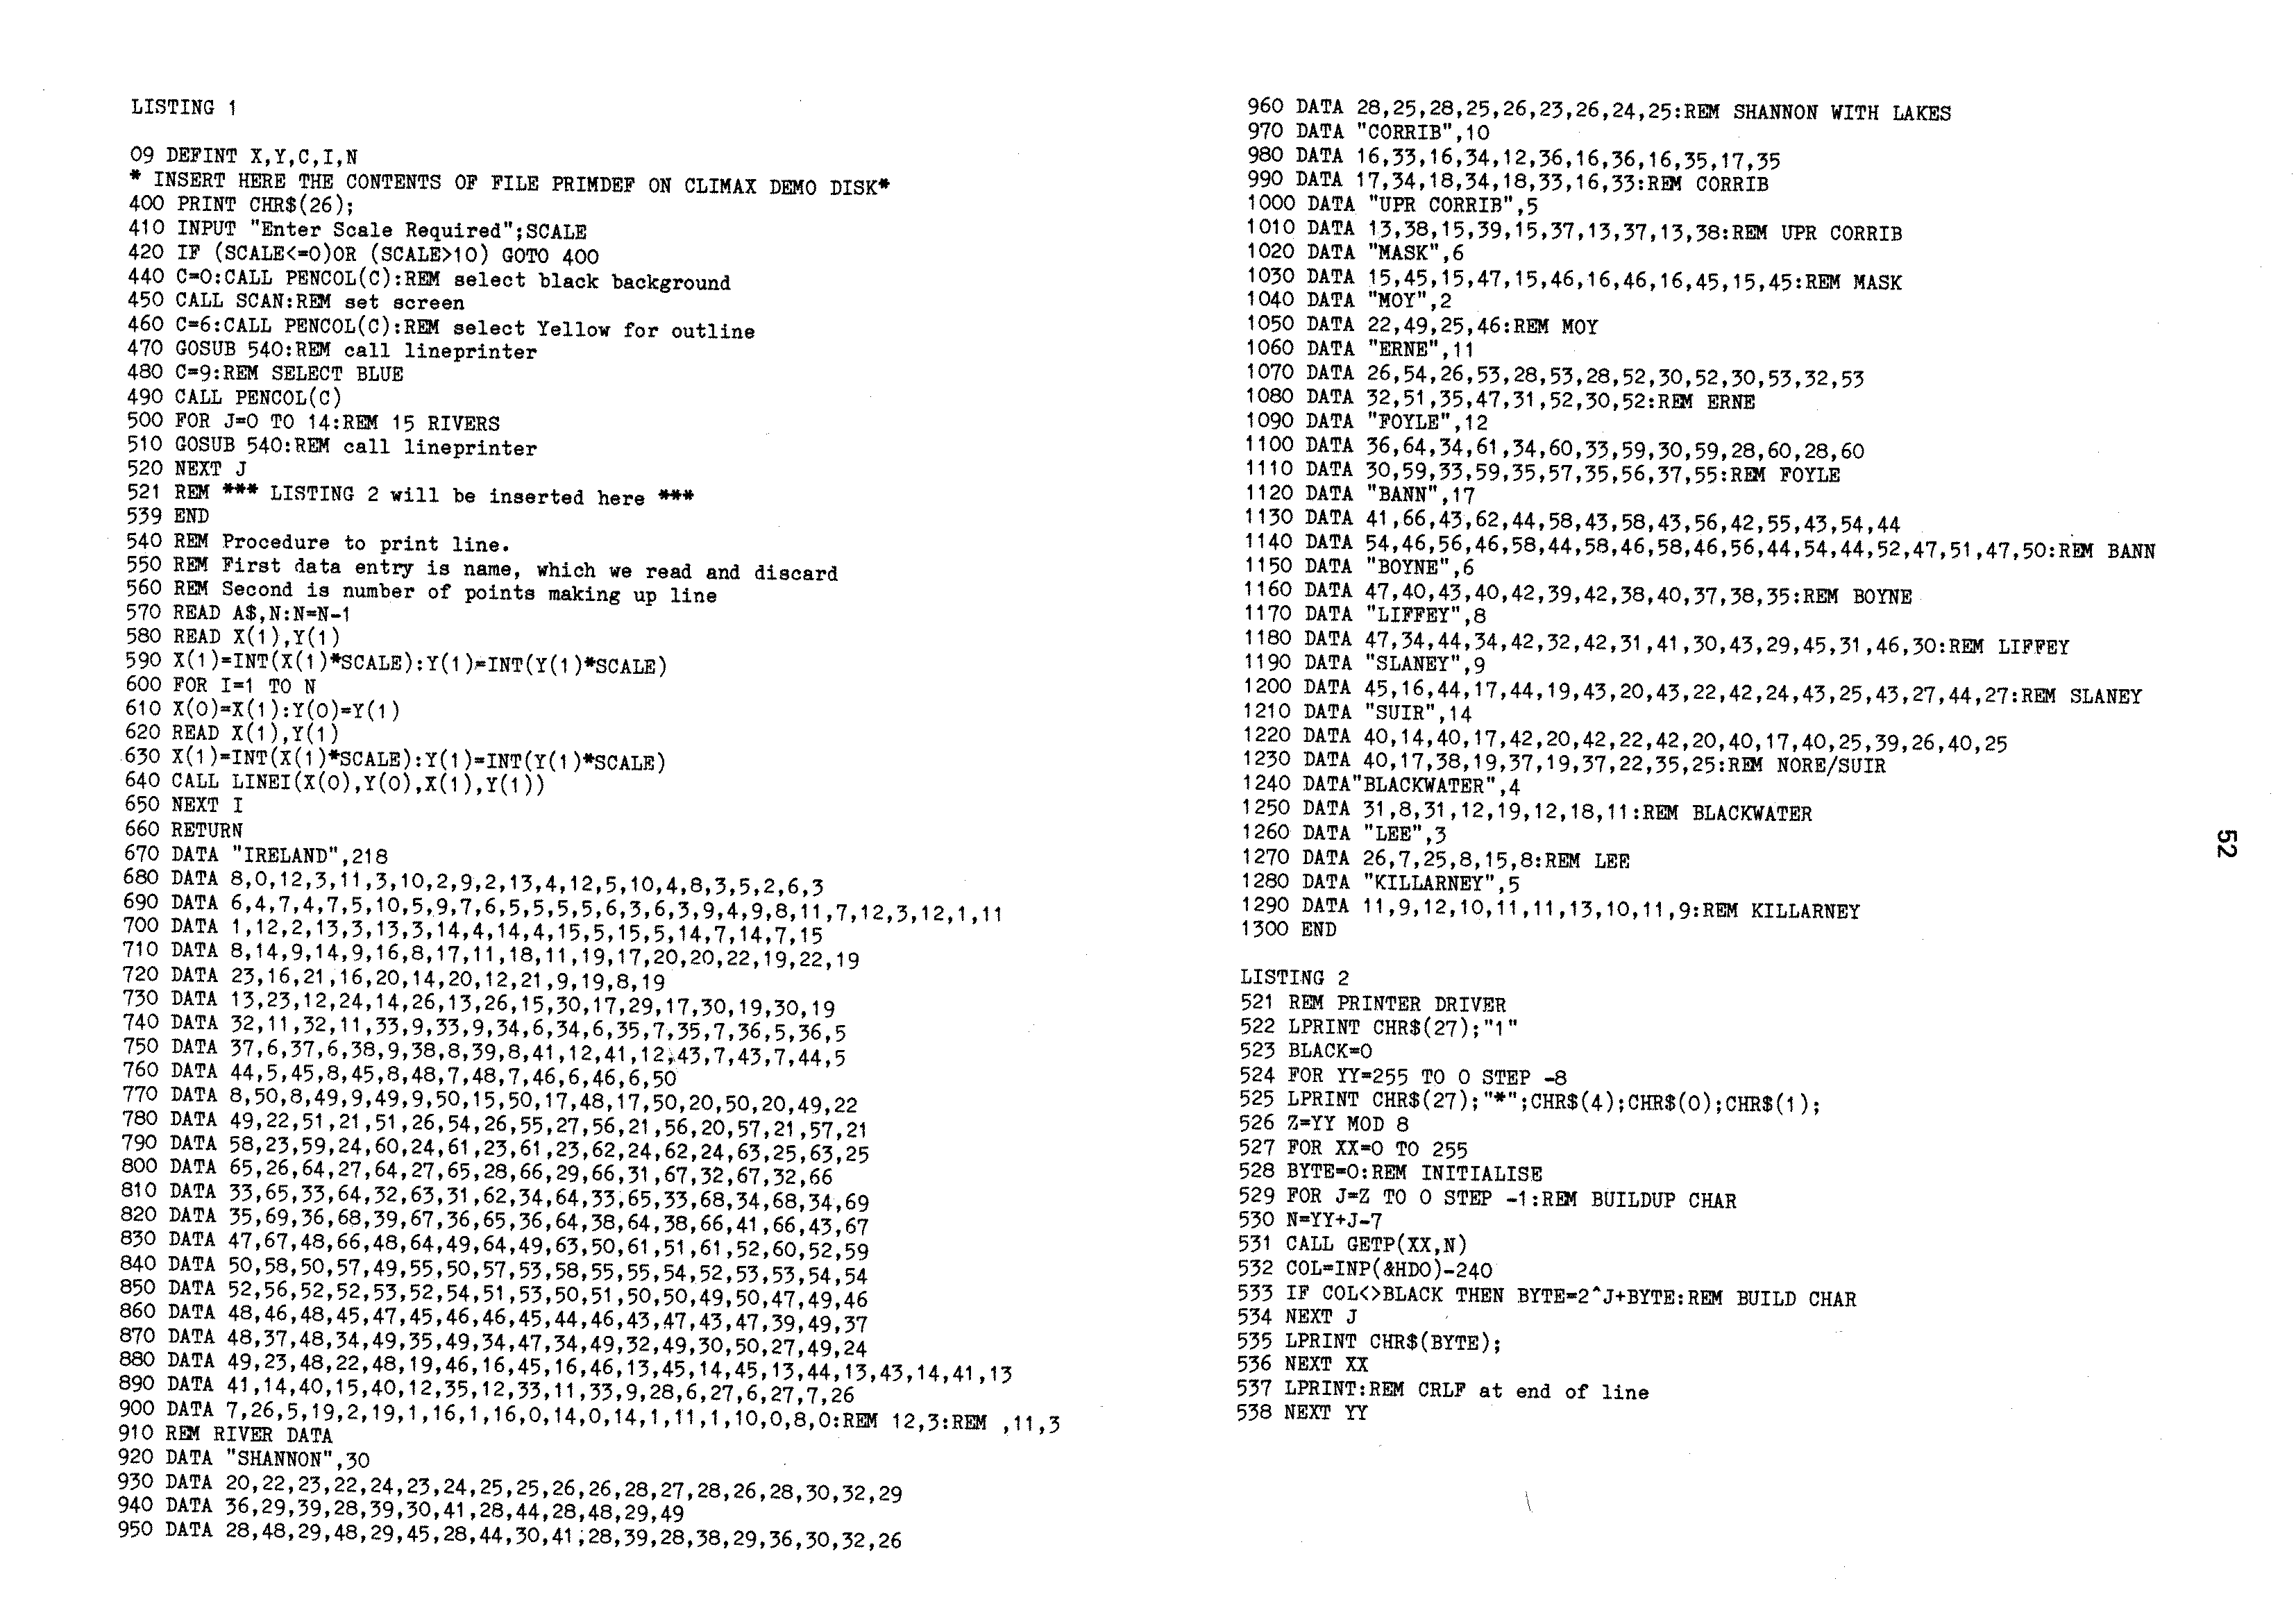 LISTING 1
09 DEFINT X,Y,C,I,N
* INSERT HERE THE CONTENTS OF FILE PRIMDEF ON CLIMAX DEMO DISK*
400 PRINT CHR$(26);
410 INPUT "Enter Scale Required";SCALE
420 IF (SCALE<=0)OR (SCALE>10) GOTO 400
440 C=0:CALL PENCOL(C):REM select black background
450 CALL SCAN:REM set screen
460 C=6:CALL PENCOL(C):REM select Yellow for outline
470 GOSUB 540:REM call lineprinter
480 C=9:REM SELECT BLUE
490 CALL PENCOL(C)
500 FOR J=0 TO 14:REM 15 RIVERS
510 GOSUB 540:REM call lineprinter
520 NEXT J
521 REM *** LISTING 2 will be inserted here ***
539 END
540 REM Procedure to print line.
550 REM First data entry is name, which we read and discard
560 REM Second is number of points making up line
570 READ A$,N:N=N-1
580 READ X(1),Y(1)
590 X(1)=INT(X(1)*SCALE):Y(1)=INT(Y(1)*SCALE)
600 FOR I=1 TO N
610 X(0)=X(1):Y(0)=Y(1)
620 READ X(1),Y(1)
630 X(1)=INT(X(1)*SCALE):Y(1)=INT(Y(1)*SCALE)
640 CALL LINEI(X(0),Y(0),X(1),Y(1))
650 NEXT I
660 RETURN
670 DATA "IRELAND",218
680 DATA 8,0,12,3,11,3,10,2,9,2,13,4,12,5,10,4,8,3,5,2,6,3
690 DATA 6,4,7,4,7,5,10,5,9,7,6,5,5,5,5,6,3,6,3,9,4,9,8,11,7,12,3,12,1,11
700 DATA 1,12,2,13,3,13,3,14,4,14,4,15,5,15,5,14,7,14,7,15
710 DATA 8,14,9,14,9,16,8,17,11,18,11,19,17,20,20,22,19,22,19
720 DATA 23,16,21,16,20,14,20,12,21,9,19,8,19
730 DATA 13,23,12,24,14,26,13,26,15,30,17,29,17,30,19,30,19
740 DATA 32,11,32,11,33,9,33,9,34,6,34,6,35,7,35,7,36,5,36,5
750 DATA 37,6,37,6,38,9,38,8,39,8,41,12,41,12,43,7,43,7,44,5
760 DATA 44,5,45,8,45,8,48,7,48,7,46,6,46,6,50
770 DATA 8,50,8,49,9,49,9,50,15,50,17,48,17,50,20,50,20,49,22
780 DATA 49,22,51,21,51,26,54,26,55,27,56,21,56,20,57,21,57,21
790 DATA 58,23,59,24,60,24,61,23,61,23,62,24,62,24,63,25,63,25
800 DATA 65,26,64,27,64,27,65,28,66,29,66,31,67,32,67,32,66
810 DATA 33,65,33,64,32,63,31,62,34,64,33,65,33,68,34,68,34,69
820 DATA 35,69,36,68,39,67,36,65,36,64,38,64,38,66,41,66,43,67
830 DATA 47,67,48,66,48,64,49,64,49,63,50,61,51,61,52,60,52,59
840 DATA 50,58,50,57,49,55,50,57,53,58,55,55,54,52,53,53,54,54
850 DATA 52,56,52,52,53,52,54,51,53,50,51,50,50,49,50,47,49,46
860 DATA 48,46,48,45,47,45,46,46,45,44,46,43,47,43,47,39,49,37
870 DATA 48,37,48,34,49,35,49,34,47,34,49,32,49,30,50,27,49,24
880 DATA 49,23,48,22,48,19,46,16,45,16,46,13,45,14,45,13,44,13,43,14,41,13
890 DATA 41,14,40,15,40,12,35,12,33,11,33,9,28,6,27,6,27,7,26
900 DATA 7,26,5,19,2,19,1,16,1,16,0,14,0,14,1,11,1,10,0,8,0:REM 12,3:REM ,11,3
910 REM RIVER DATA
920 DATA "SHANNON",30
930 DATA 20,22,23,22,24,23,24,25,25,26,26,28,27,28,26,28,30,32,29
940 DATA 36,29,39,28,39,30,41,28,44,28,48,29,49
950 DATA 28,48,29,48,29,45,28,44,30,41,28,39,28,38,29,36,30,32,26
960 DATA 28,25,28,25,26,23,26,24,25:REM SHANNON WITH LAKES
970 DATA "CORRIB",10
980 DATA 16,33,16,34,12,36,16,36,16,35,17,35
990 DATA 17,34,18,34,18,33,16,33:REM CORRIB
1000 DATA "UPR CORRIB",5
1010 DATA 13,38,15,39,15,37,13,37,13,38:REM UPR CORRIB
1020 DATA "MASK",6
1030 DATA 15,45,15,47,15,46,16,46,16,45,15,45:REM MASK
1040 DATA "MOY",2
1050 DATA 22,49,25,46:REM MOY
1060 DATA "ERNE",11
1070 DATA 26,54,26,53,28,53,28,52,30,52,30,53,32,53
1080 DATA 32,51,35,47,31,52,30,52:REM ERNE
1090 DATA "FOYLE",12
1100 DATA 36,64,34,61,34,60,33,59,30,59,28,60,28,60
1110 DATA 30,59,33,59,35,57,35,56,37,55:REM FOYLE
1120 DATA "BANN",17
1130 DATA 41,66,43,62,44,58,43,58,43,56,42,55,43,54,44
1140 DATA 54,46,56,46,58,44,58,46,58,46,56,44,54,44,52,47,51,47,50:REM BANN
1150 DATA "BOYNE",6
1160 DATA 47,40,43,40,42,39,42,38,40,37,38,35:REM BOYNE
1170 DATA "LIFFEY",8
1180 DATA 47,34,44,34,42,32,42,31,41,30,43,29,45,31,46,30:REM LIFFEY
1190 DATA "SLANEY",9
1200 DATA 45,16,44,17,44,19,43,20,43,22,42,24,43,25,43,27,44,27:REM SLANEY
1210 DATA "SUIR",14
1220 DATA 40,14,40,17,42,20,42,22,42,20,40,17,40,25,39,26,40,25
1230 DATA 40,17,38,19,37,19,37,22,35,25:REM NORE/SUIR
1240 DATA"BLACKWATER",4
1250 DATA 31,8,31,12,19,12,18,11:REM BLACKWATER
1260 DATA "LEE",3
1270 DATA 26,7,25,8,15,8:REM LEE
1280 DATA "KILLARNEY",5
1290 DATA 11,9,12,10,11,11,13,10,11,9:REM KILLARNEY
1300 END
LISTING 2
521 REM PRINTER DRIVER
522 LPRINT CHR$(27);"1"
523 BLACK=0
524 FOR YY=255 TO 0 STEP -8
525 LPRINT CHR$(27);"*";CHR$(4);CHR$(0);CHR$(1);
526 Z=YY MOD 8
527 FOR XX=0 TO 255
528 BYTE=0:REM INITIALISE
529 FOR J=Z TO 0 STEP -1:REM BUILDUP CHAR
530 N=YY+J-7
531 CALL GETP(XX,N)
532 COL=INP(&HD0)-240
533 IF COL<>BLACK THEN BYTE=2^J+BYTE:REM BUILD CHAR
534 NEXT J
535 LPRINT CHR$(BYTE);
536 NEXT XX
537 LPRINT:REM CRLF at end of line
538 NEXT YY
52